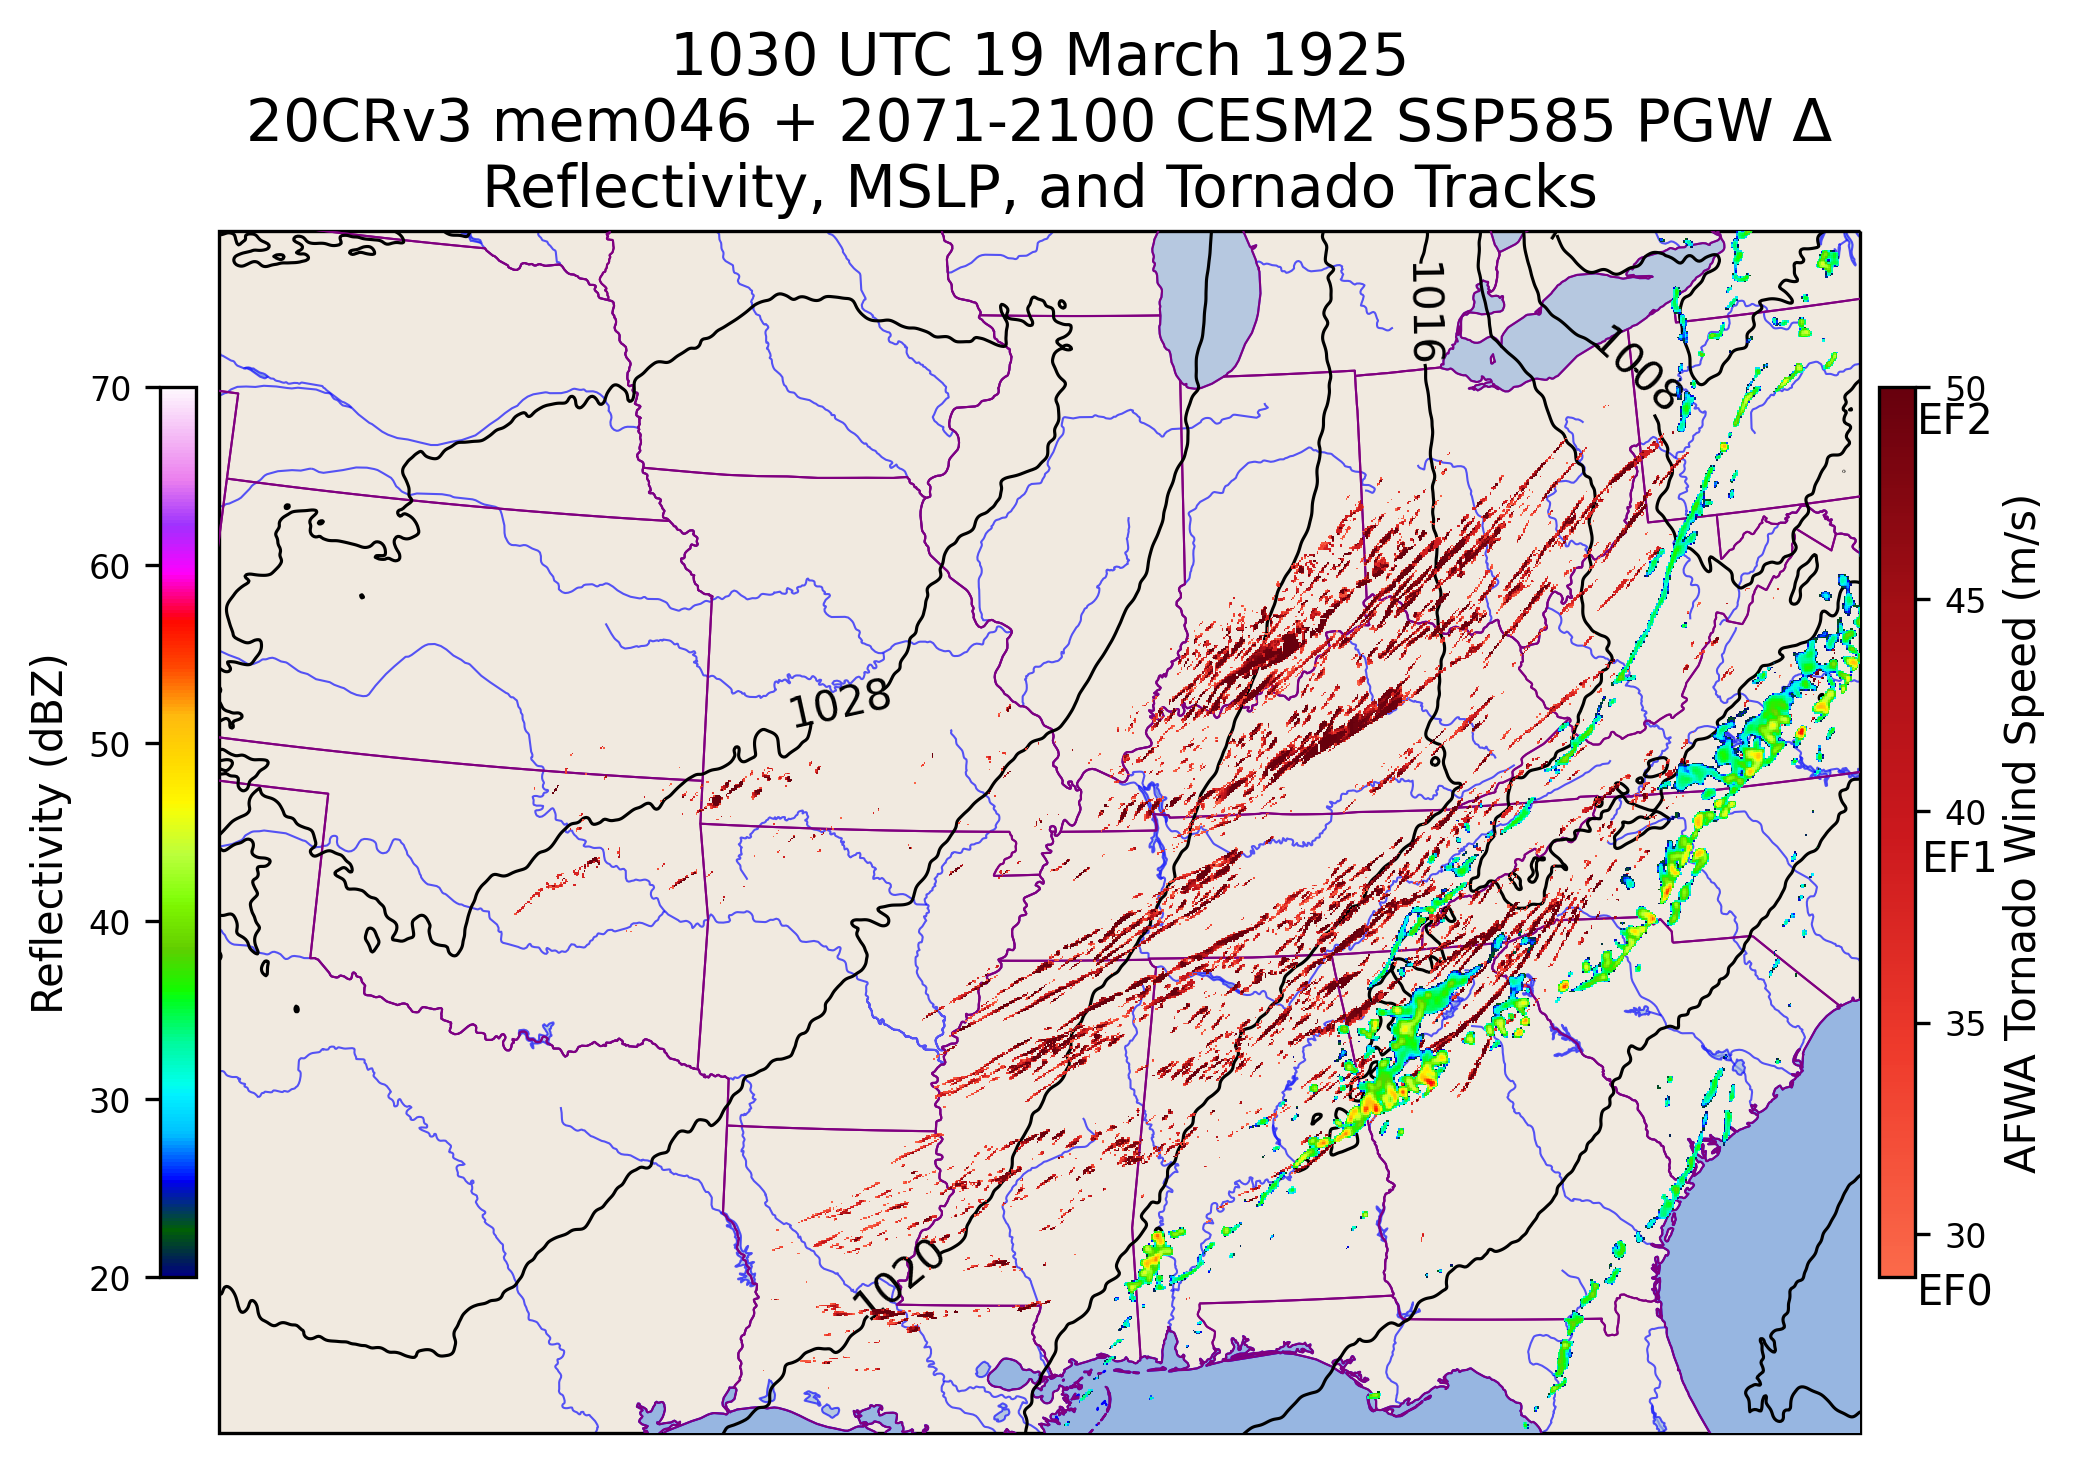 1030 UTC 19 March 1925
20CRv3 mem046 + 2071-2100 CESM2 SSP585 PGW Δ
Reflectivity, MSLP, and Tornado Tracks
70
60
50
40
30
20
Reflectivity (dBZ)
1016
1008
1028
1020
50
EF2
45
40
EF1
35
30
EF0
AFWA Tornado Wind Speed (m/s)